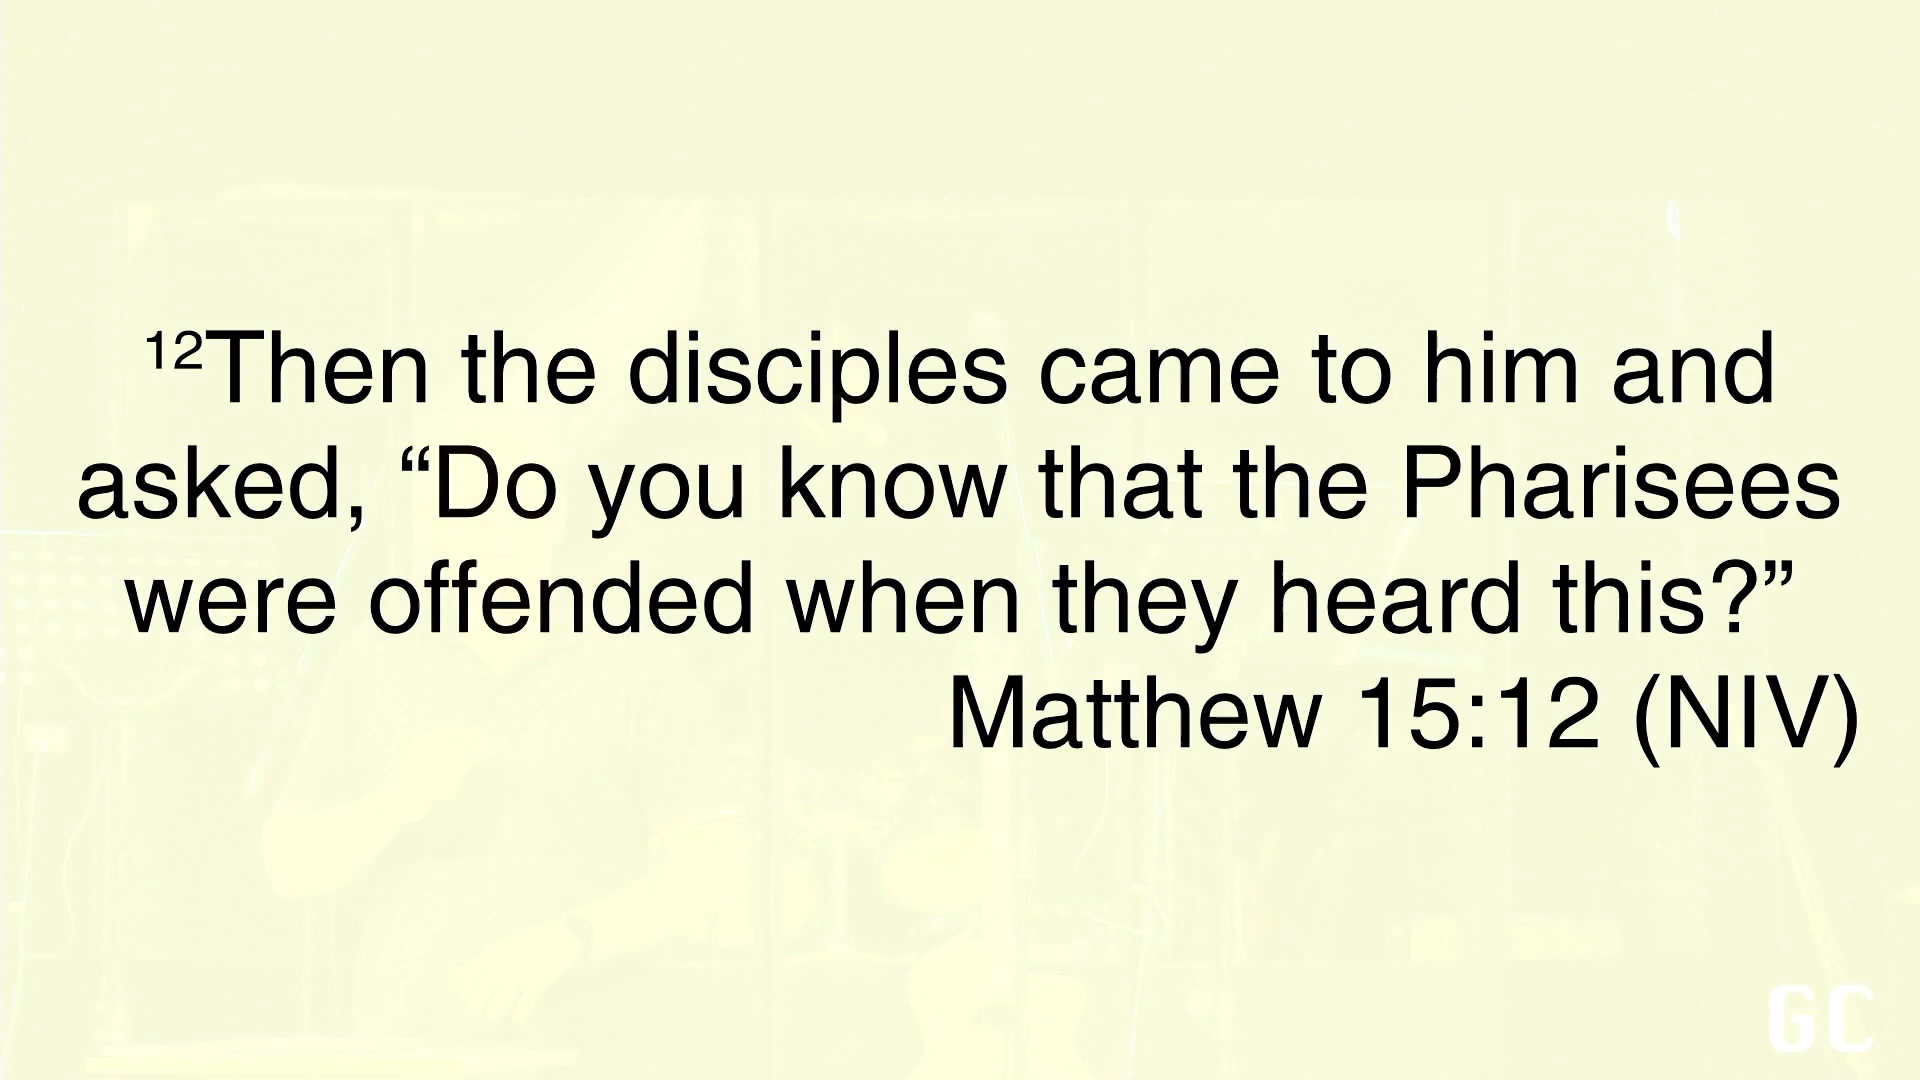 ¹²Then the disciples came to him and
asked, “Do you know that the Pharisees
were offended when they heard this?”
Matthew 15:12 (NIV)
GC